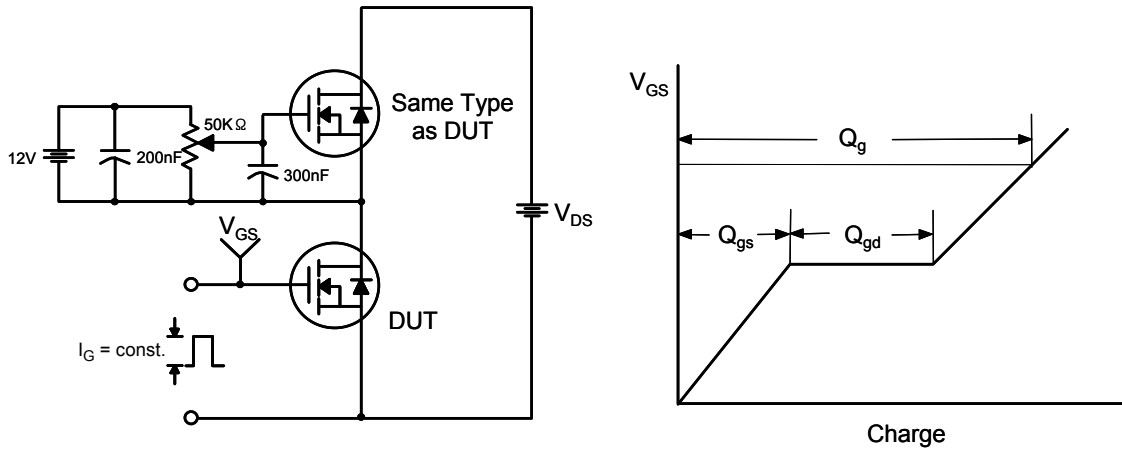 12V
200nF
50KΩ
300nF
Same Type
as DUT
V_GS
DUT
I_G = const.
V_DS
V_GS
Q_g
Q_gs
Q_gd
Charge